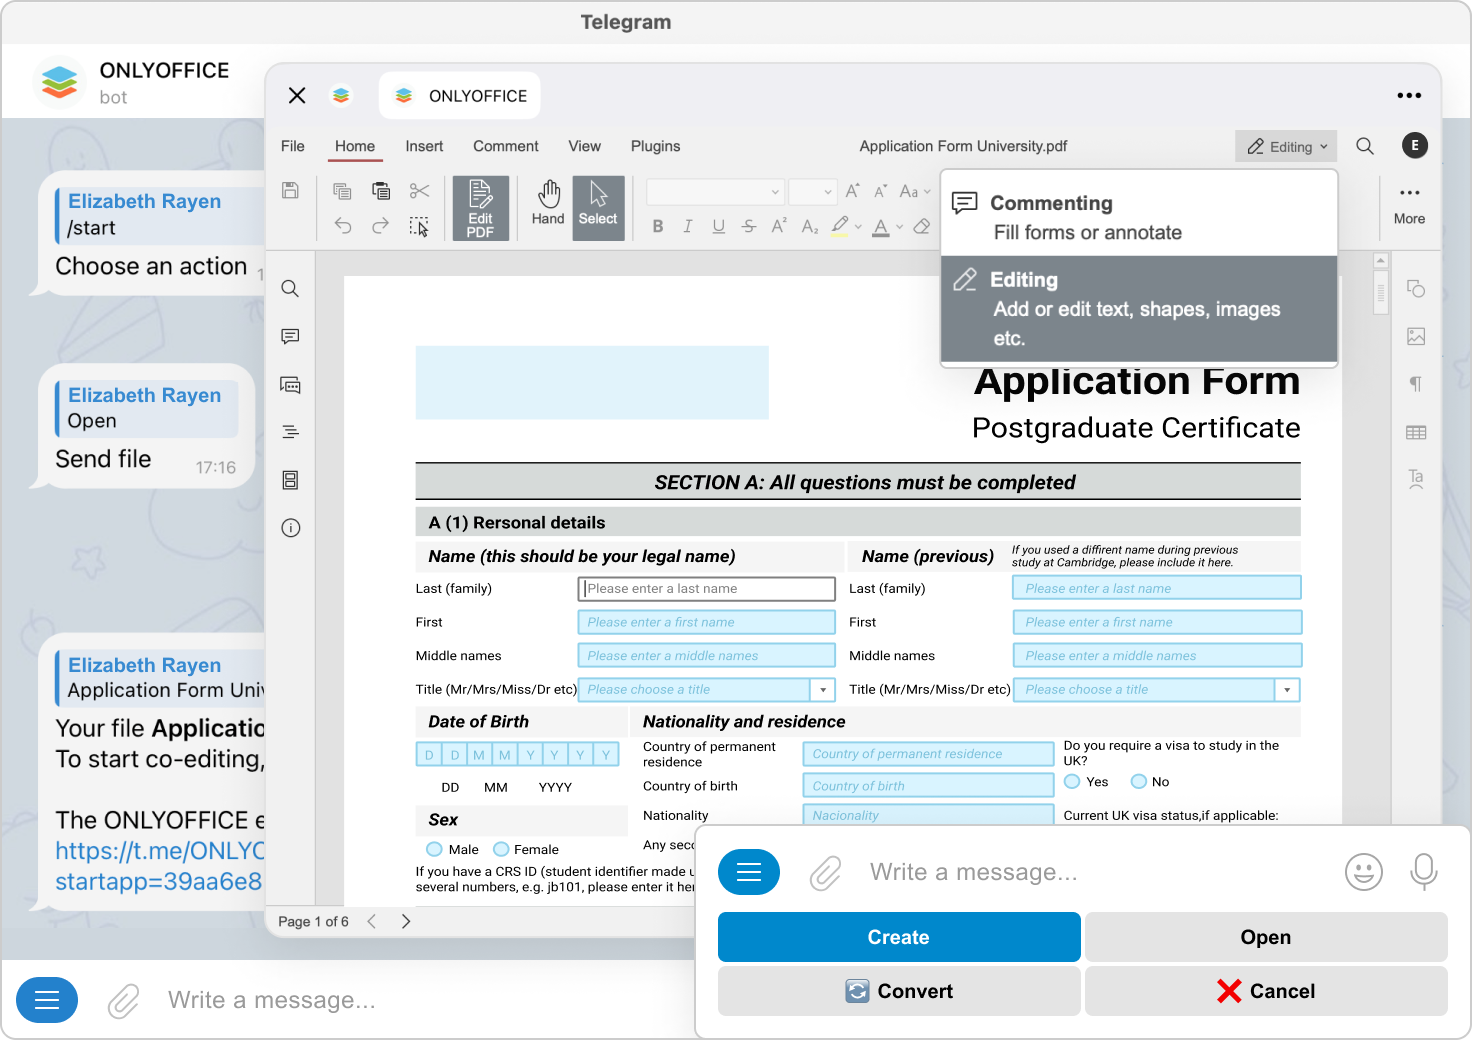 Telegram
ONLYOFFICE
bot
Elizabeth Rayen
/start
Choose an action
Elizabeth Rayen
Open
Send file
17:16
Elizabeth Rayen
Application Form
Your file
To start co-editing,
The ONLYOFFICE
https://t.me/ONLYO
startapp=39aa6e8
Write a message...
ONLYOFFICE
File Home Insert Comment View Plugins
Application Form University.pdf
Editing
E
Edit
PDF
Hand
Select
Aa
B I U S A² A₂ A
More
Commenting
Fill forms or annotate
Editing
Add or edit text, shapes, images
etc.
Application Form
Postgraduate Certificate
SECTION A: All questions must be completed
A (1) Rersonal details
Name (this should be your legal name)
Name (previous)
If you used a diffirent name during previous
study at Cambridge, please include it here.
Last (family) Please enter a last name Last (family) Please enter a last name
First Please enter a first name First Please enter a first name
Middle names Please enter a middle names Middle names Please enter a middle names
Title (Mr/Mrs/Miss/Dr etc) Please choose a title Title (Mr/Mrs/Miss/Dr etc) Please choose a title
Date of Birth
D D M M Y Y Y Y
DD MM YYYY
Sex
Male Female
Nationality and residence
Country of permanent
residence
Country of permanent residence
Country of birth Country of birth
Nationality Nacionality
Do you require a visa to study in the
UK?
Yes No
Current UK visa status,if applicable:
Any
If you have a CRS ID (student identifier made
several numbers, e.g. jb101, please enter it
Page 1 of 6
Ta
Write a message...
Create
Open
Convert
Cancel